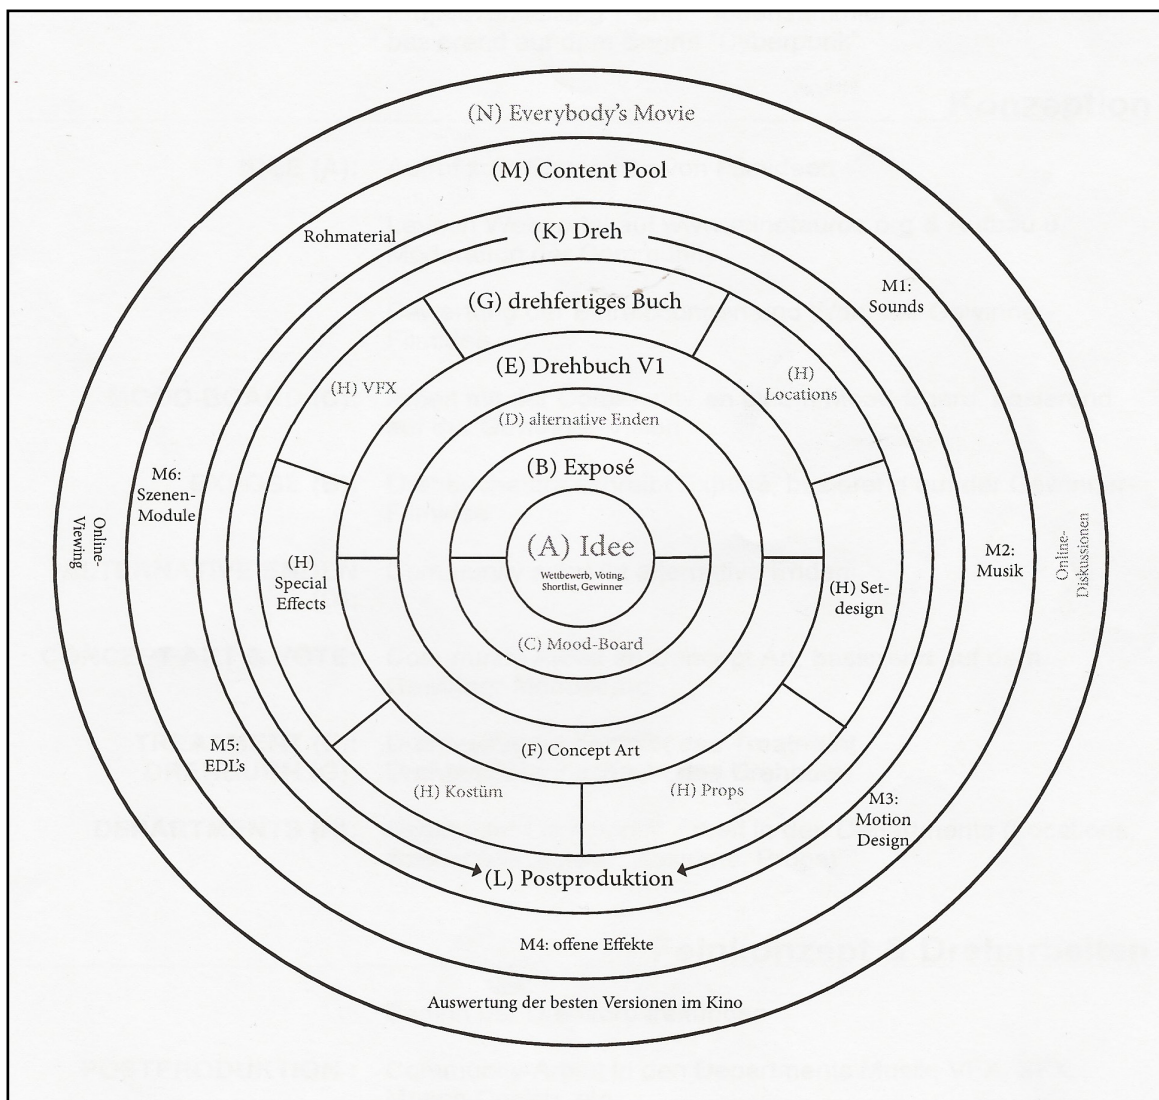 (N) Everybody's Movie
(M) Content Pool
(K) Dreh
Rohmaterial
M1:
Sounds
(G) drehfertiges Buch
(E) Drehbuch V1
(H) VFX
(H)
Locations
(D) alternative Enden
(B) Exposé
M6:
Szenen-
Module
Online-
Viewing
(A) Idee
Wettbewerb, Voting,
Shortlist, Gewinner
(H)
Special
Effects
(H) Set-
design
M2:
Musik
Online-
Diskussionen
(C) Mood-Board
M5:
EDL's
(F) Concept Art
(H) Kostüm
(H) Props
M3:
Motion
Design
(L) Postproduktion
M4: offene Effekte
Auswertung der besten Versionen im Kino